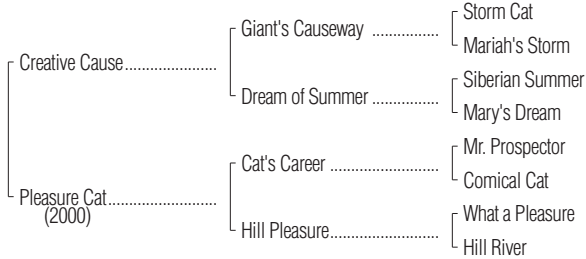 Storm Cat
Giant's Causeway ................
Mariah's Storm
Creative Cause......................
Siberian Summer
Dream of Summer ................
Mary's Dream
Mr. Prospector
Cat's Career ..........................
Comical Cat
Pleasure Cat..........................
(2000)
What a Pleasure
Hill Pleasure..........................
Hill River